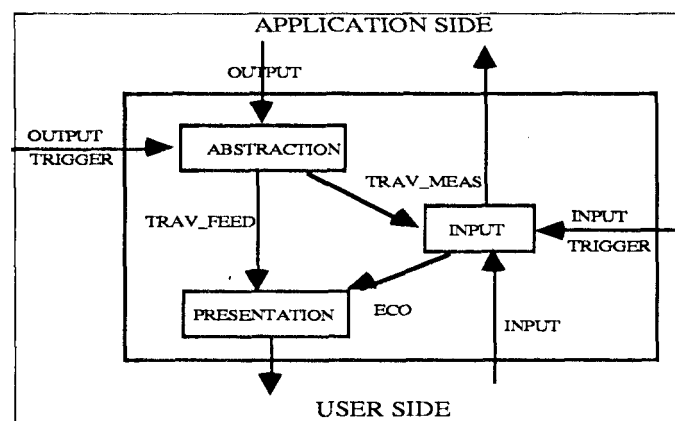 APPLICATION SIDE
OUTPUT
OUTPUT
TRIGGER
ABSTRACTION
TRAV_MEAS
TRAV_FEED
INPUT
INPUT
TRIGGER
PRESENTATION
ECO
INPUT
USER SIDE